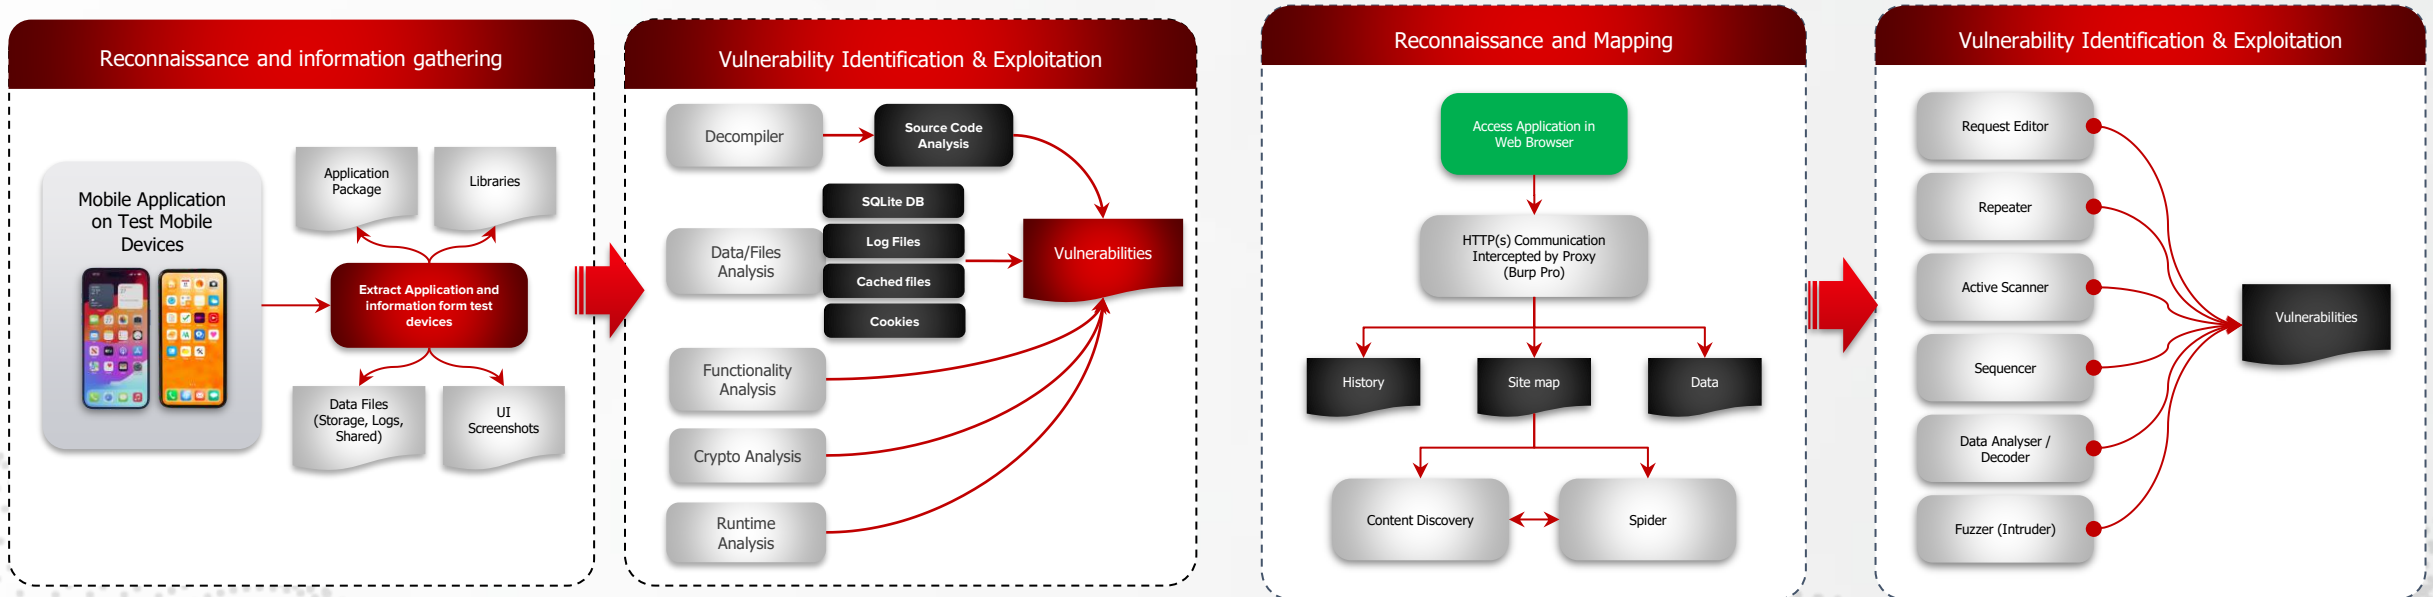 Reconnaissance and information gathering
Mobile Application
on Test Mobile
Devices
Application
Package
Libraries
Extract Application and
information form test
devices
Data Files
(Storage, Logs,
Shared)
UI
Screenshots
Vulnerability Identification & Exploitation
Decompiler
Source Code
Analysis
Data/Files
Analysis
SQLite DB
Log Files
Cached files
Cookies
Vulnerabilities
Functionality
Analysis
Crypto Analysis
Runtime
Analysis
Reconnaissance and Mapping
Access Application in
Web Browser
HTTP(s) Communication
Intercepted by Proxy
(Burp Pro)
History
Site map
Data
Content Discovery
Spider
Vulnerability Identification & Exploitation
Request Editor
Repeater
Active Scanner
Sequencer
Data Analyser /
Decoder
Fuzzer (Intruder)
Vulnerabilities